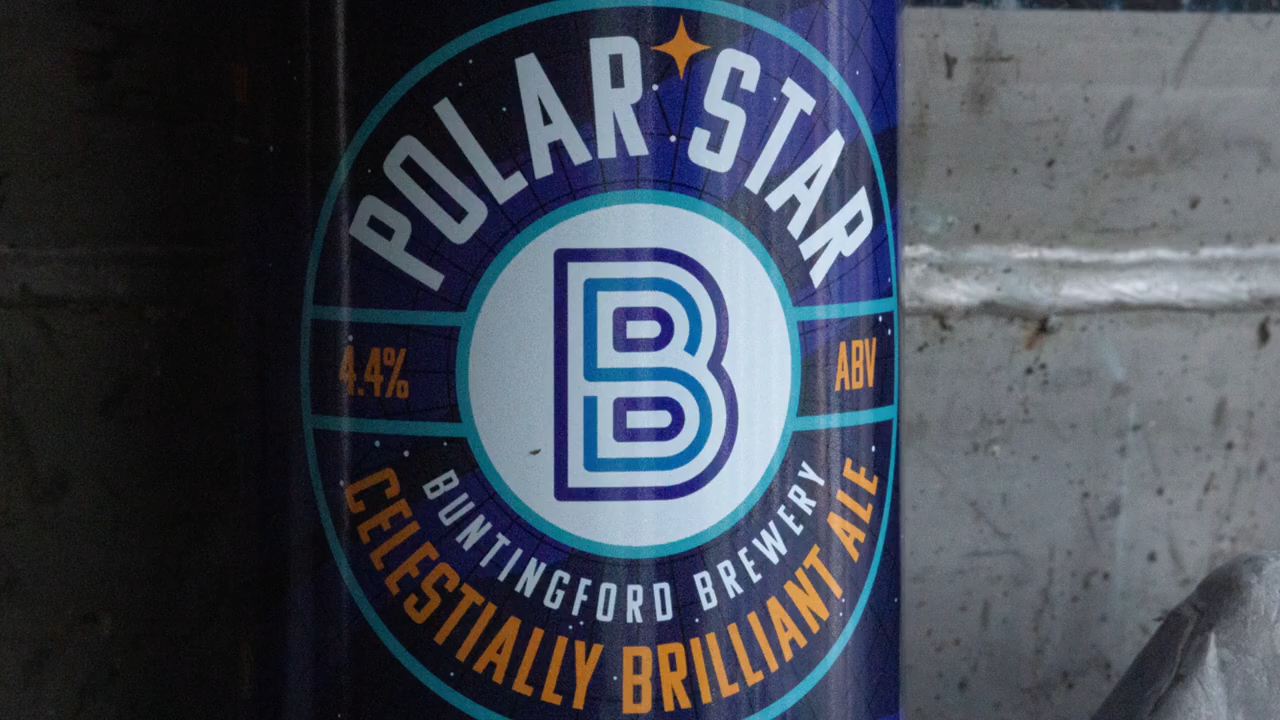 POLAR STAR
B
4.4% ABV
BUNTINGFORD BREWERY
CELESTIALLY BRILLIANT ALE